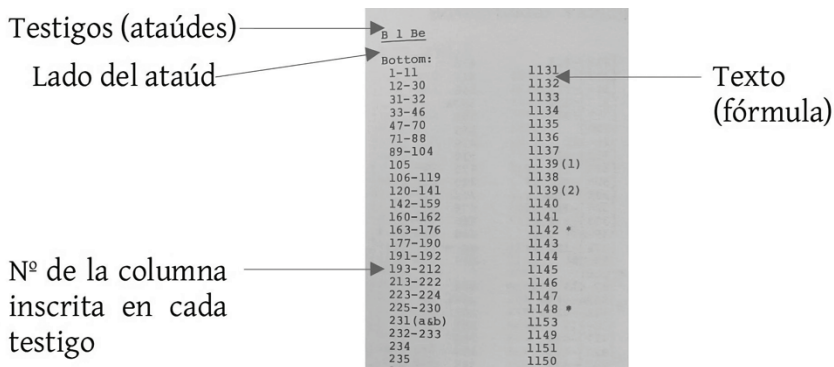 Testigos (ataúdes)
Lado del ataúd
Nº de la columna
inscrita en cada
testigo
B 1 Be
Bottom:
1-11 1131
12-30 1132
31-32 1133
33-46 1134
47-70 1135
71-88 1136
89-104 1137
105 1139(1)
106-119 1138
120-141 1139(2)
142-159 1140
160-162 1141
163-176 1142 *
177-190 1143
191-192 1144
193-212 1145
213-222 1146
223-224 1147
225-230 1148 *
231(a&b) 1153
232-233 1149
234 1151
235 1150
Texto
(fórmula)